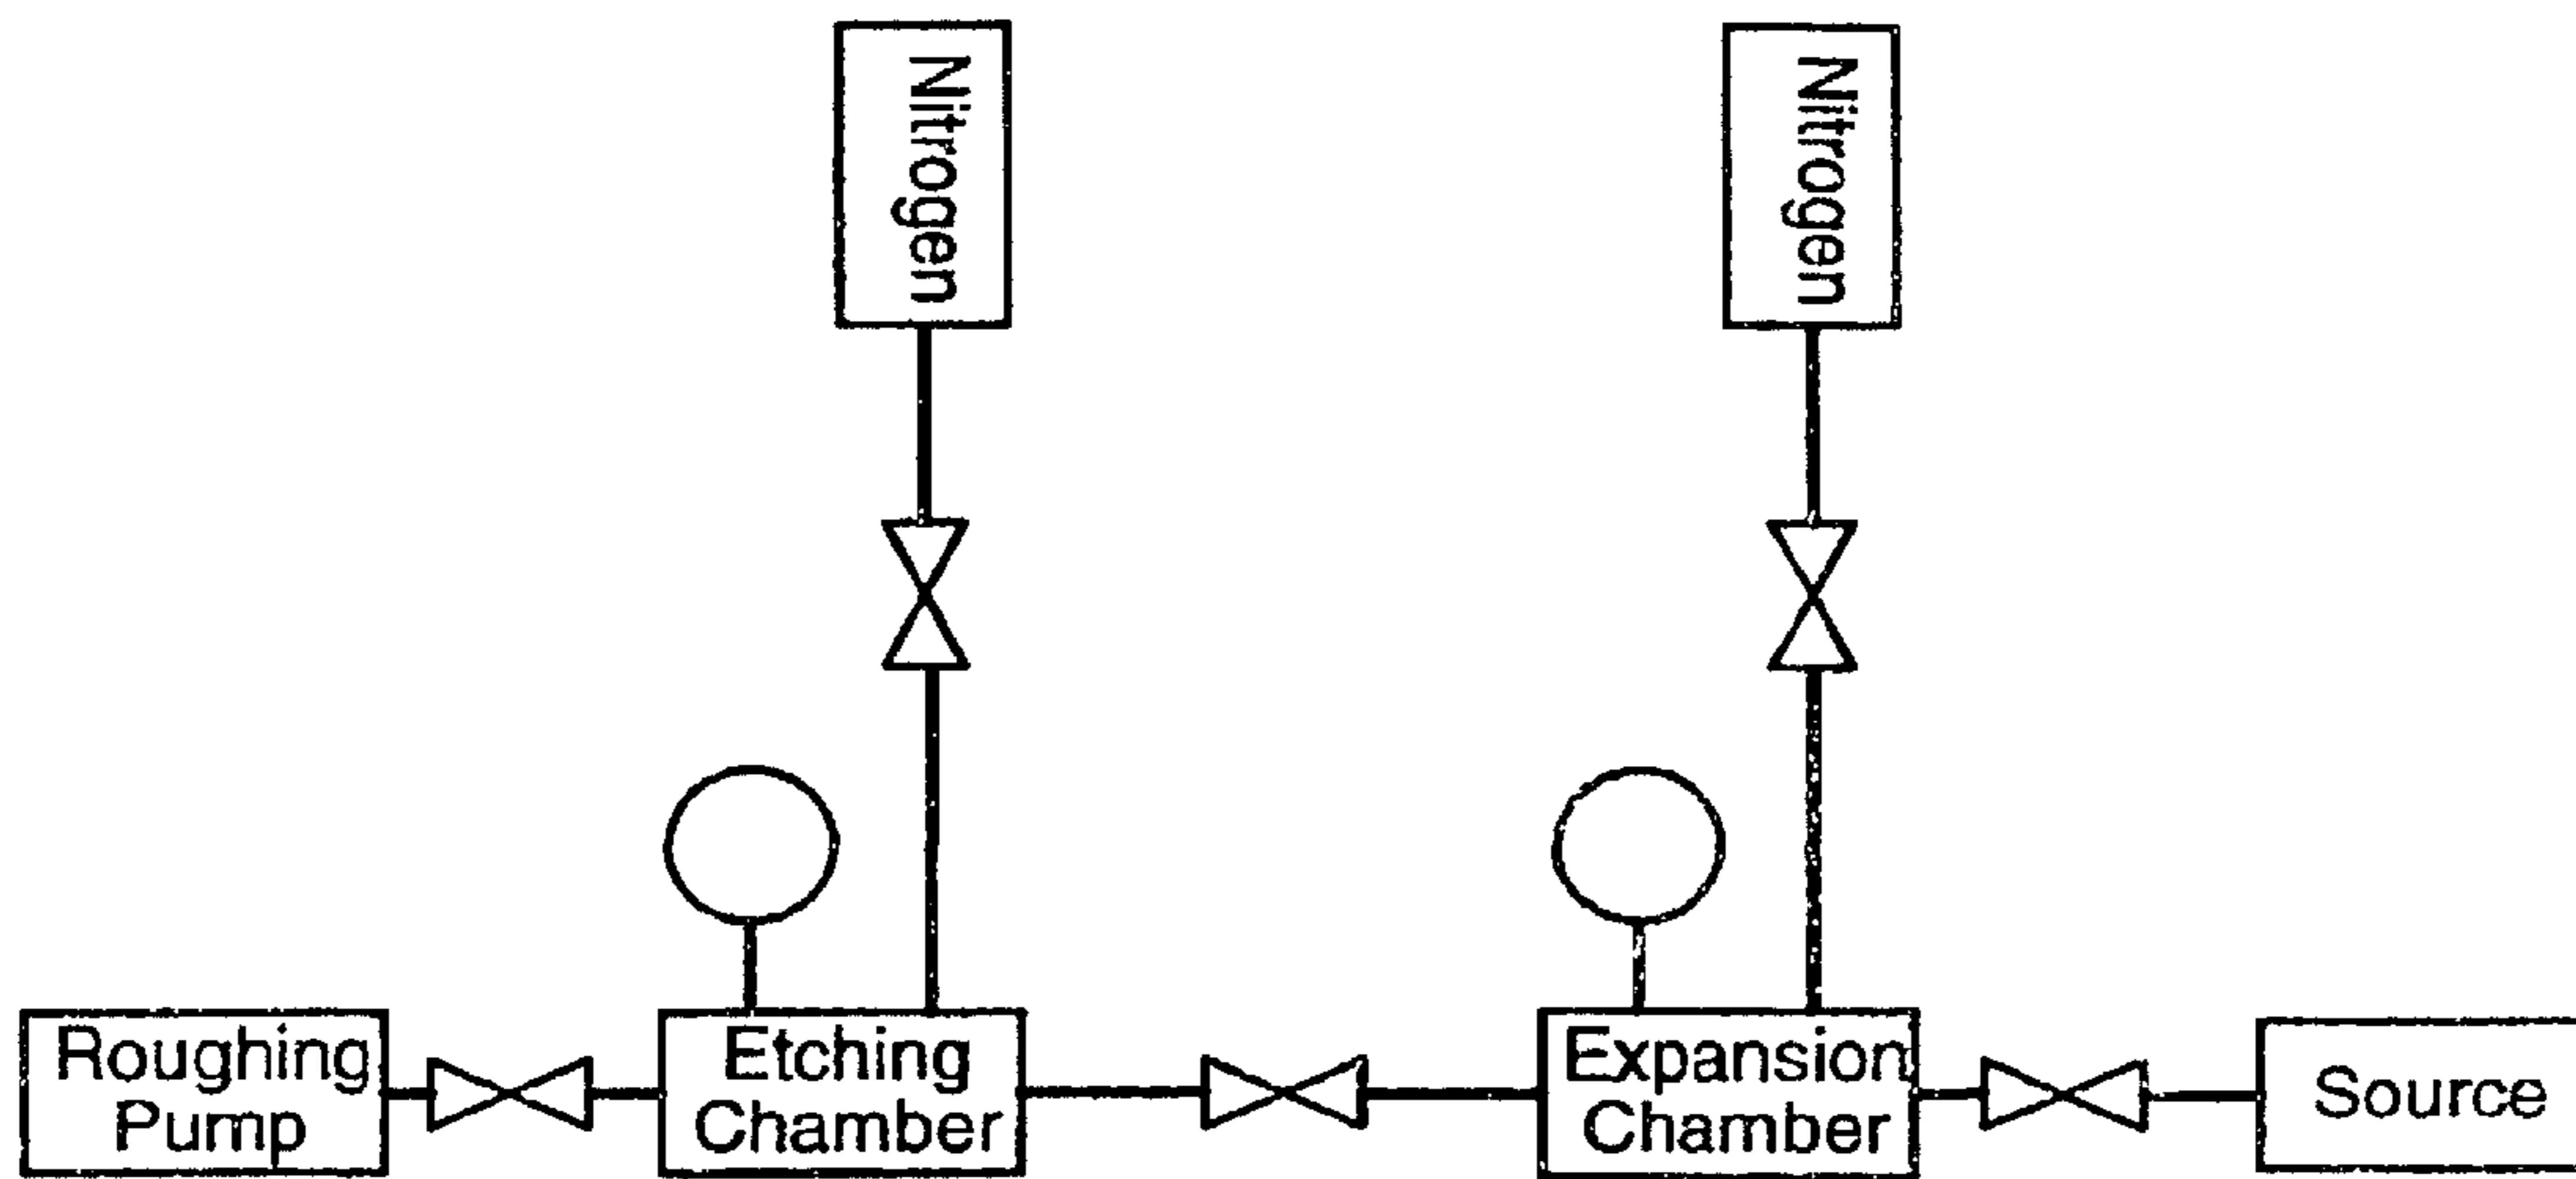 Nitrogen
Nitrogen
Roughing
Pump
Etching
Chamber
Expansion
Chamber
Source